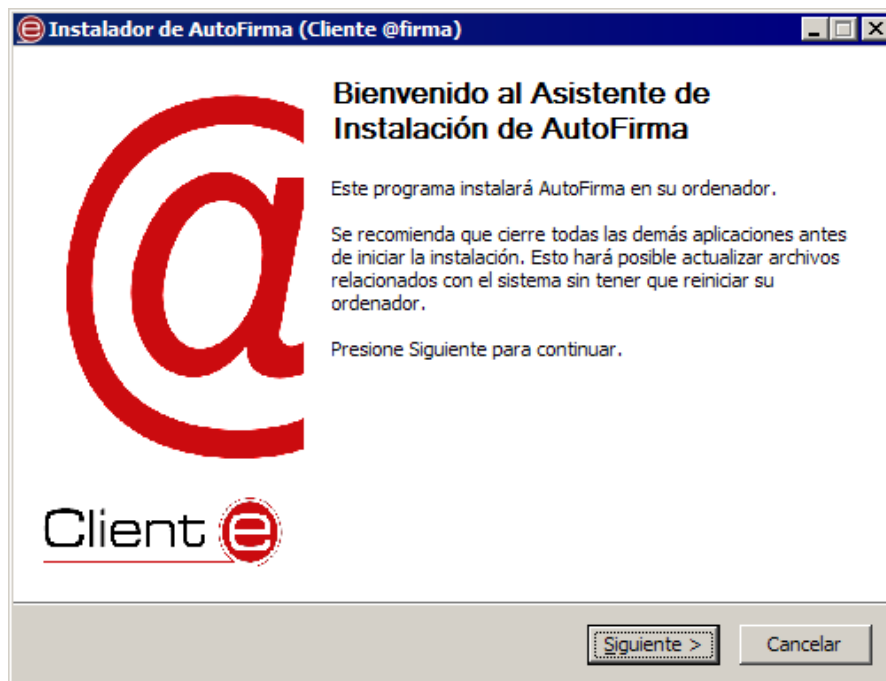 Instalador de AutoFirma (Cliente @firma)
Bienvenido al Asistente de
Instalación de AutoFirma
Este programa instalará AutoFirma en su ordenador.
Se recomienda que cierre todas las demás aplicaciones antes
de iniciar la instalación. Esto hará posible actualizar archivos
relacionados con el sistema sin tener que reiniciar su
ordenador.
Presione Siguiente para continuar.
@
Client e
Siguiente >
Cancelar